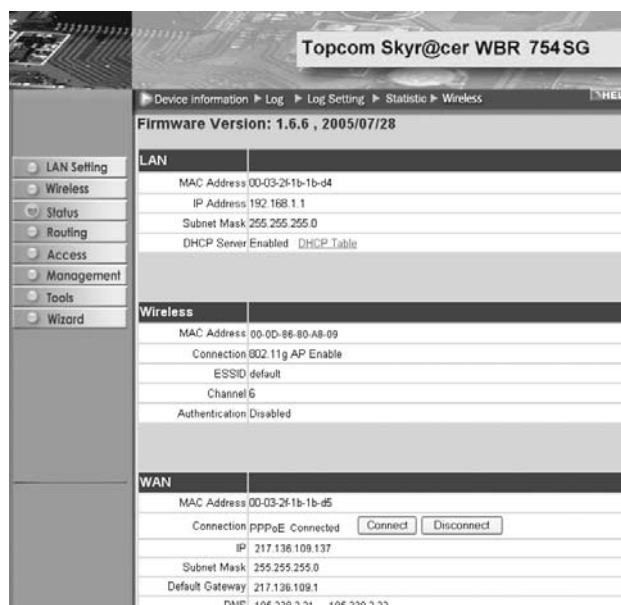 Topcom Skyr@cer WBR 754SG
Device information Log Log Setting Statistic Wireless
Firmware Version: 1.6.6 , 2005/07/28
LAN Setting
Wireless
Status
Routing
Access
Management
Tools
Wizard
LAN
MAC Address 00-03-2f-1b-1b-d4
IP Address 192.168.1.1
Subnet Mask 255.255.255.0
DHCP Server Enabled DHCP Table
Wireless
MAC Address 00-0D-86-80-A8-09
Connection 802.11g AP Enable
ESSID default
Channel 6
Authentication Disabled
WAN
MAC Address 00-03-2f-1b-1b-d5
Connection PPPoE Connected Connect Disconnect
IP 217.136.109.137
Subnet Mask 255.255.255.0
Default Gateway 217.136.109.1
DNS